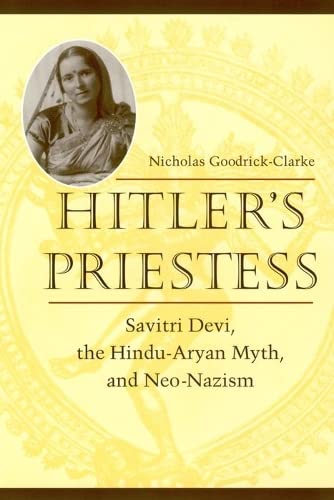 Nicholas Goodrick-Clarke
HITLER'S
PRIESTESS
Savitri Devi,
the Hindu-Aryan Myth,
and Neo-Nazism